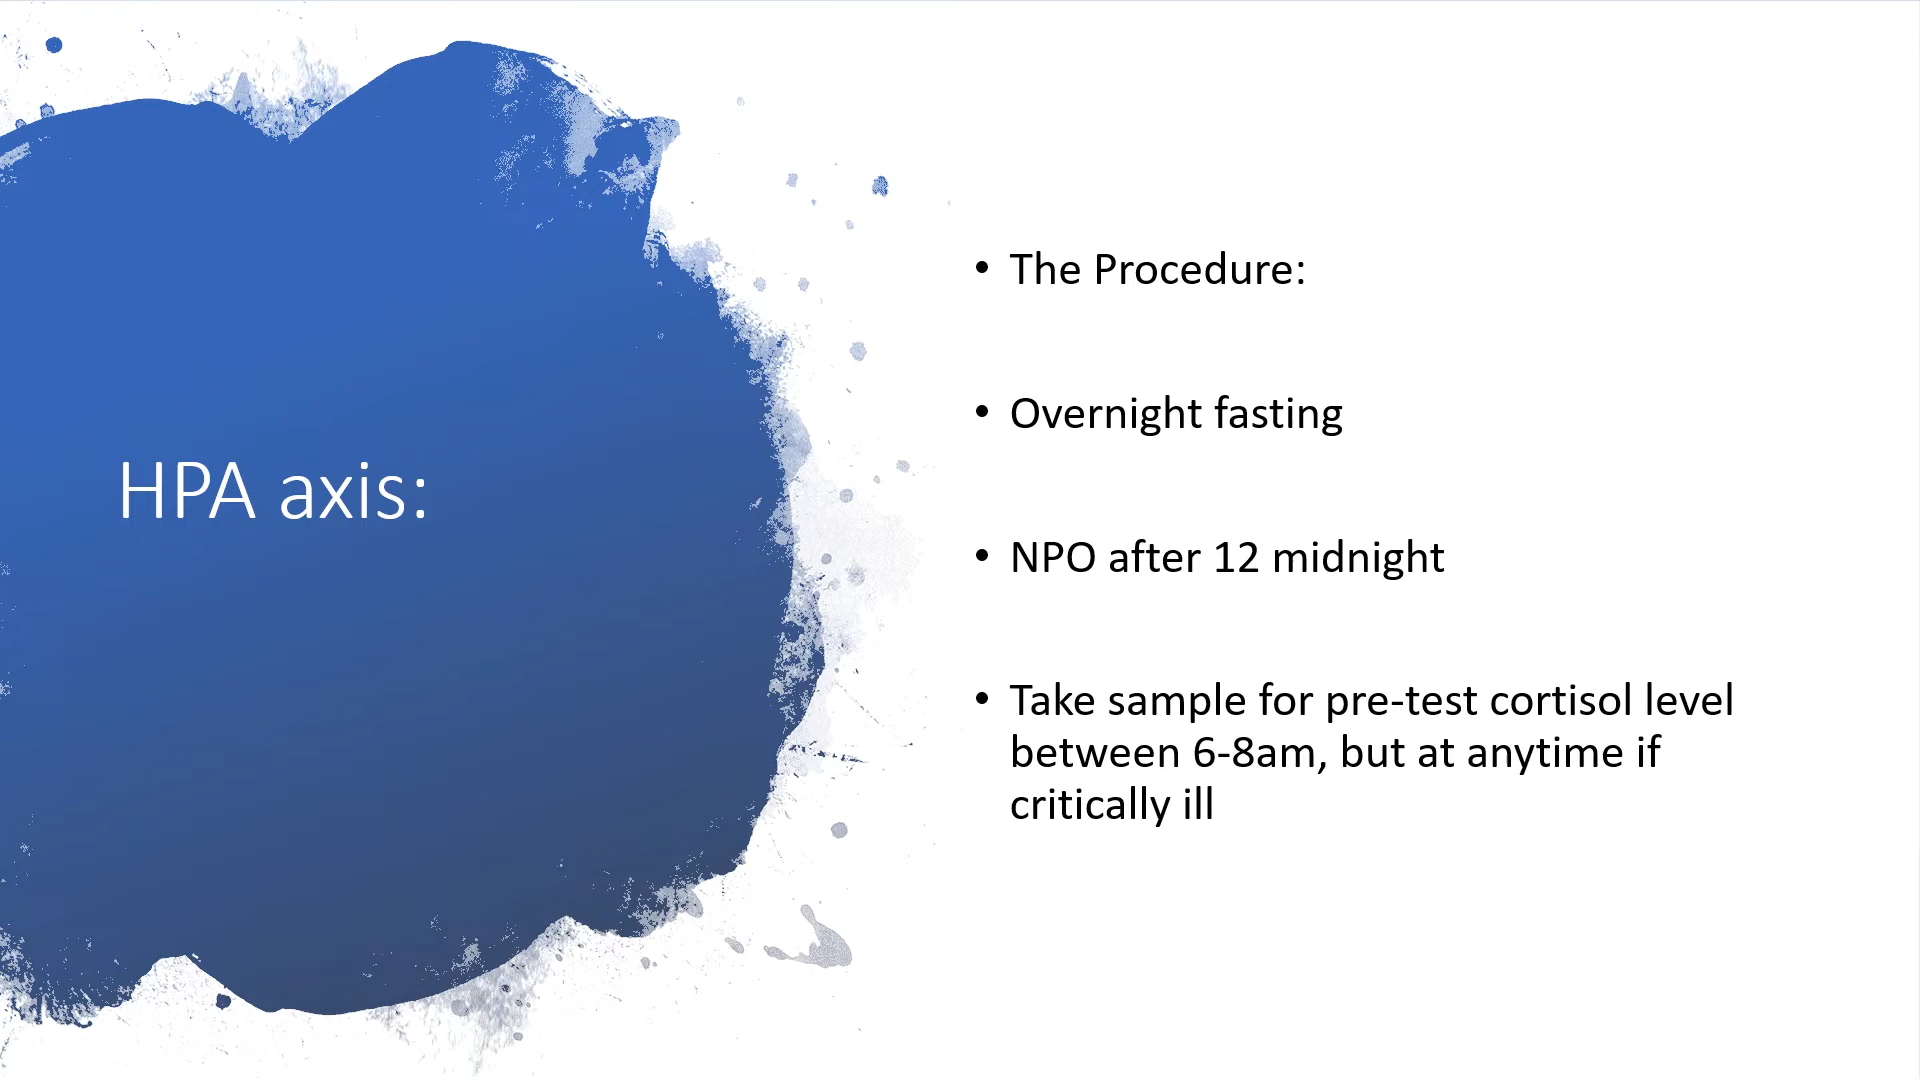 HPA axis:
• The Procedure:
• Overnight fasting
• NPO after 12 midnight
• Take sample for pre-test cortisol level
between 6-8am, but at anytime if
critically ill